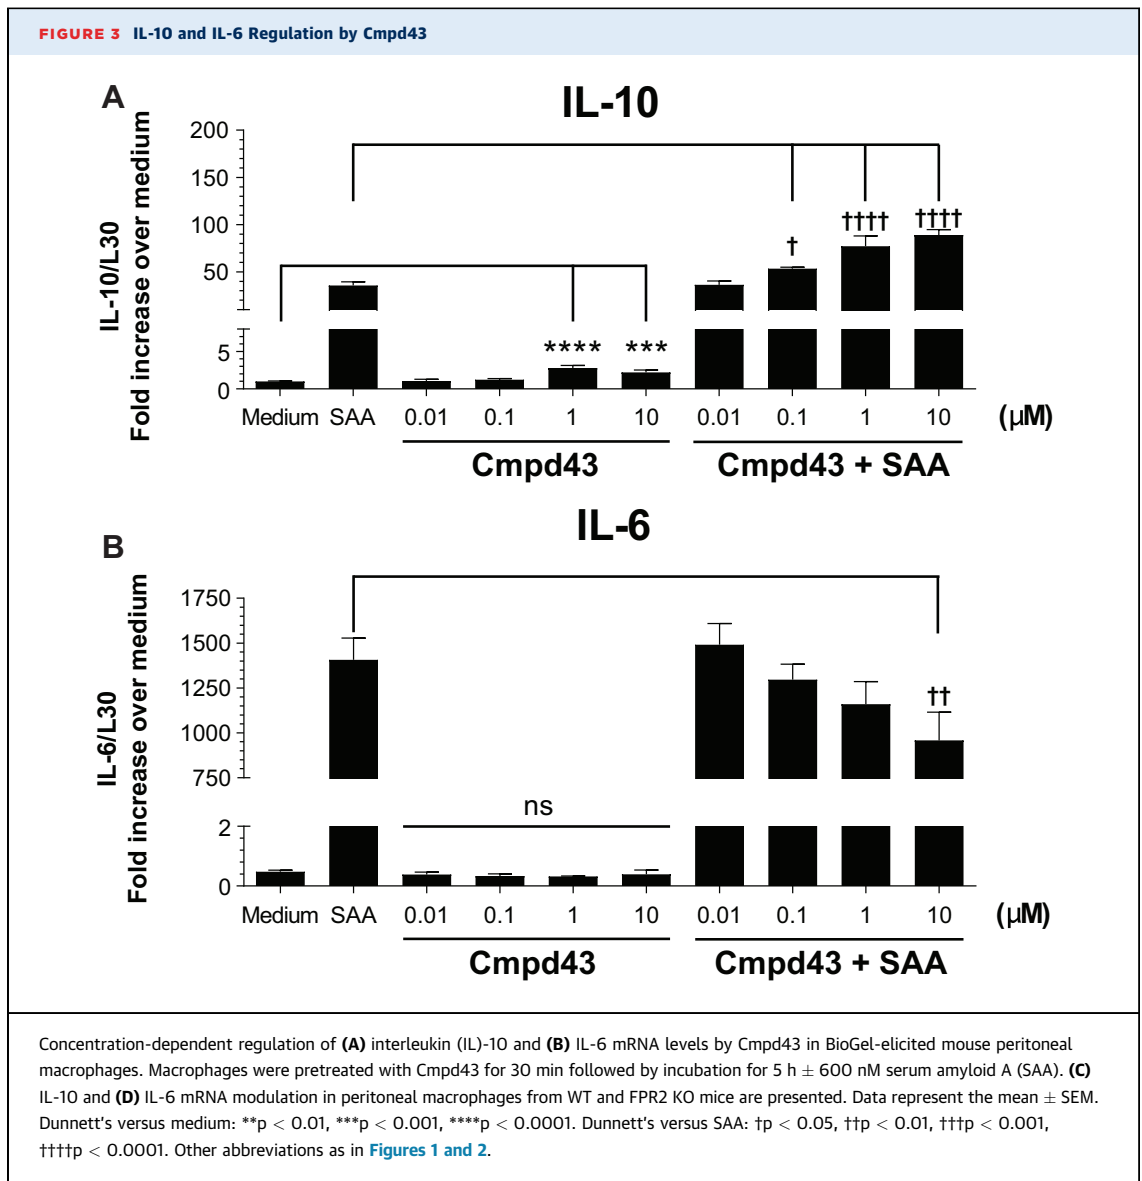 FIGURE 3 IL-10 and IL-6 Regulation by Cmpd43
A
IL-10
IL-10/L30
Fold increase over medium
200
150
100
50
5
0
† †††† ††††
**** ***
Medium SAA 0.01 0.1 1 10 0.01 0.1 1 10 (µM)
Cmpd43 Cmpd43 + SAA
B
IL-6
IL-6/L30
Fold increase over medium
1750
1500
1250
1000
750
2
0
††
ns
Medium SAA 0.01 0.1 1 10 0.01 0.1 1 10 (µM)
Cmpd43 Cmpd43 + SAA
Concentration-dependent regulation of (A) interleukin (IL)-10 and (B) IL-6 mRNA levels by Cmpd43 in BioGel-elicited mouse peritoneal
macrophages. Macrophages were pretreated with Cmpd43 for 30 min followed by incubation for 5 h ± 600 nM serum amyloid A (SAA). (C)
IL-10 and (D) IL-6 mRNA modulation in peritoneal macrophages from WT and FPR2 KO mice are presented. Data represent the mean ± SEM.
Dunnett's versus medium: **p < 0.01, ***p < 0.001, ****p < 0.0001. Dunnett's versus SAA: †p < 0.05, ††p < 0.01, †††p < 0.001,
††††p < 0.0001. Other abbreviations as in Figures 1 and 2.